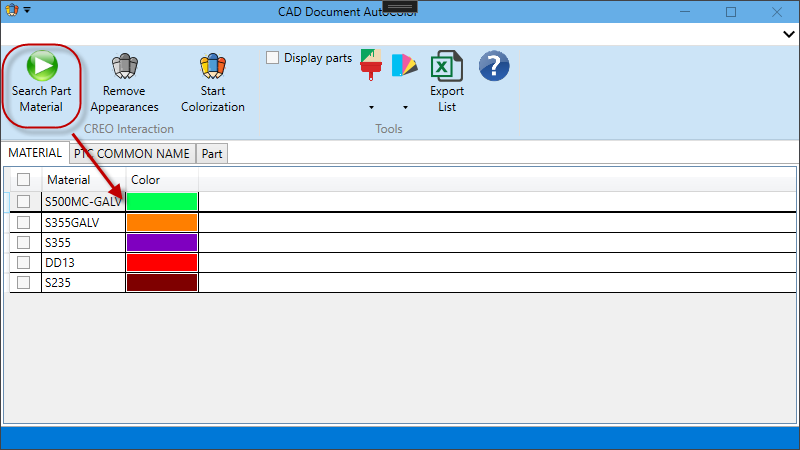 CAD Document AutoColor
Search Part
Material
Remove
Appearances
Start
Colorization
CREO Interaction
Display parts
Export
List
Tools
MATERIAL
PTC COMMON NAME
Part
Material
Color
S500MC-GALV
S355GALV
S355
DD13
S235